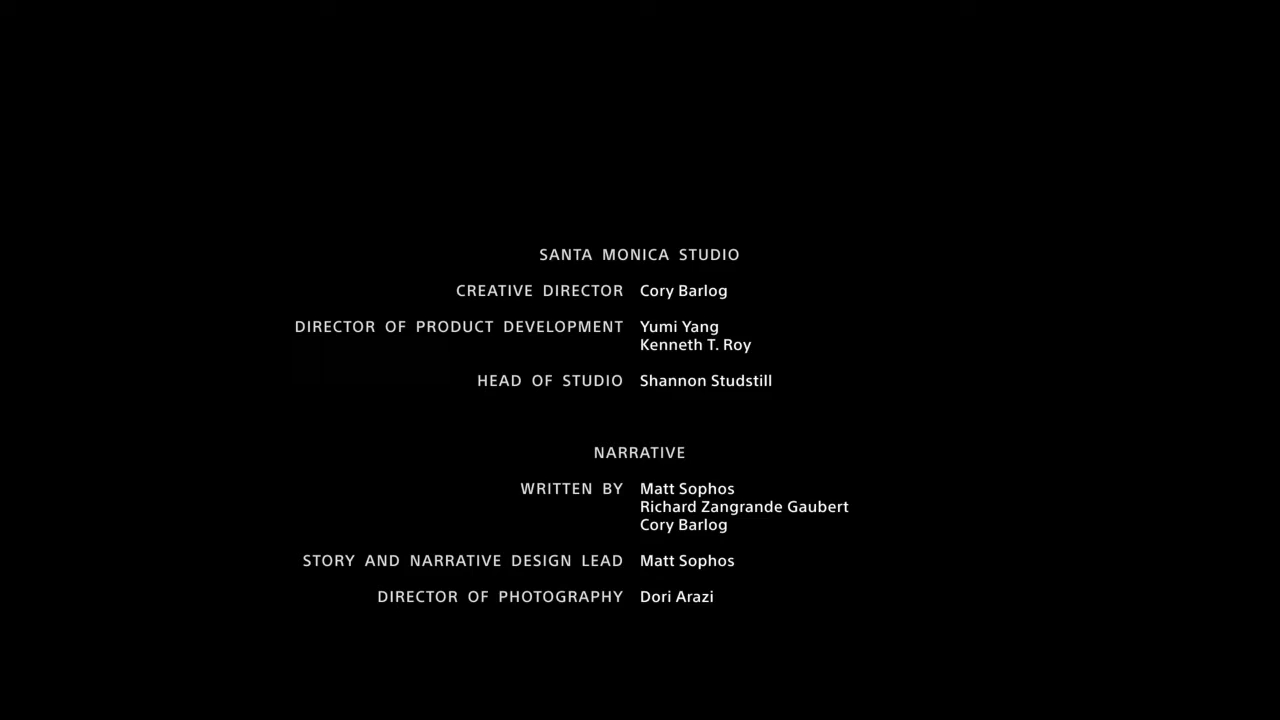 SANTA MONICA STUDIO
CREATIVE DIRECTOR Cory Barlog
DIRECTOR OF PRODUCT DEVELOPMENT Yumi Yang
Kenneth T. Roy
HEAD OF STUDIO Shannon Studstill
NARRATIVE
WRITTEN BY Matt Sophos
Richard Zangrande Gaubert
Cory Barlog
STORY AND NARRATIVE DESIGN LEAD Matt Sophos
DIRECTOR OF PHOTOGRAPHY Dori Arazi